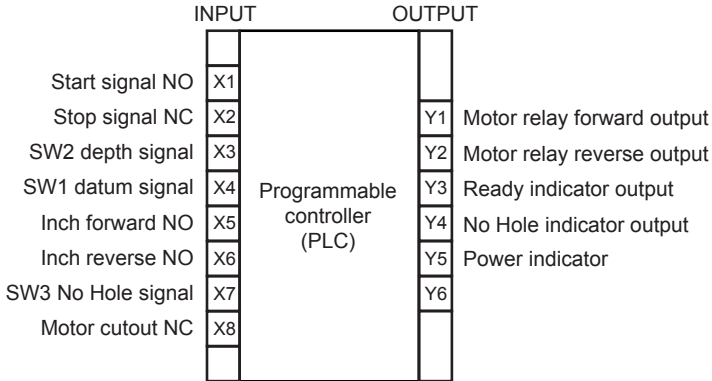 INPUT OUTPUT
Start signal NO X1
Stop signal NC X2 Y1 Motor relay forward output
SW2 depth signal X3 Y2 Motor relay reverse output
SW1 datum signal X4 Programmable Y3 Ready indicator output
Inch forward NO X5 controller Y4 No Hole indicator output
Inch reverse NO X6 (PLC) Y5 Power indicator
SW3 No Hole signal X7 Y6
Motor cutout NC X8